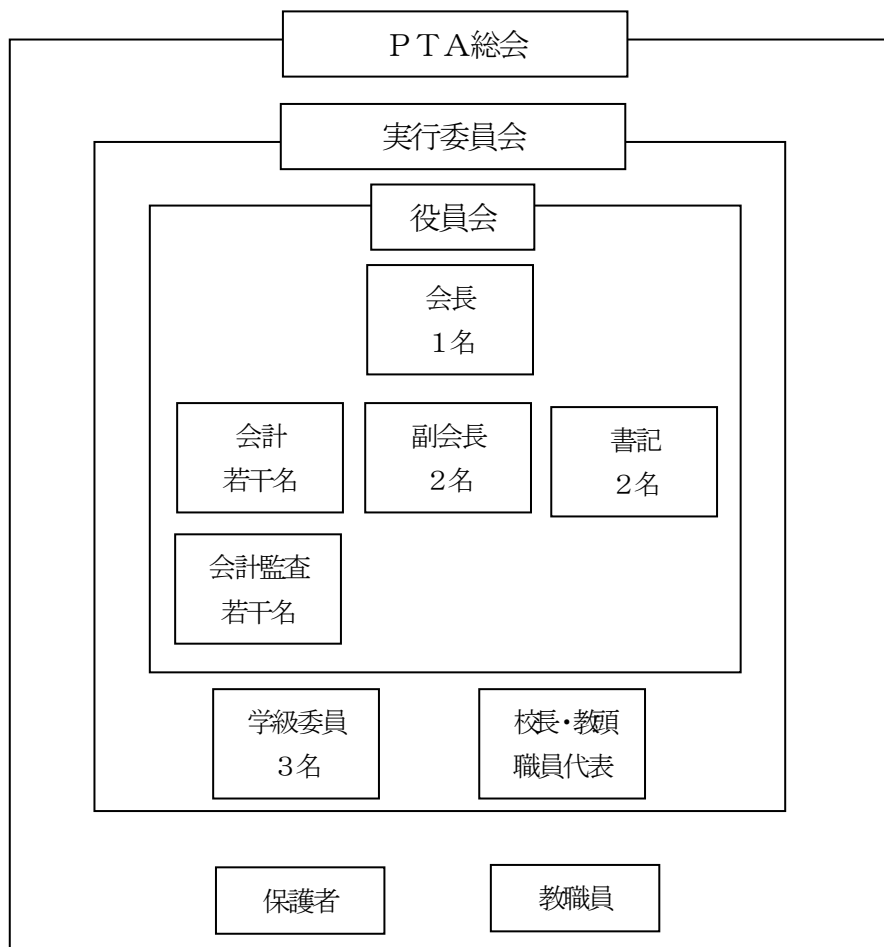 ＰＴＡ総会
実行委員会
役員会
会長
１名
会計
若干名
副会長
２名
書記
２名
会計監査
若干名
学級委員
３名
校長・教頭
職員代表
保護者
教職員